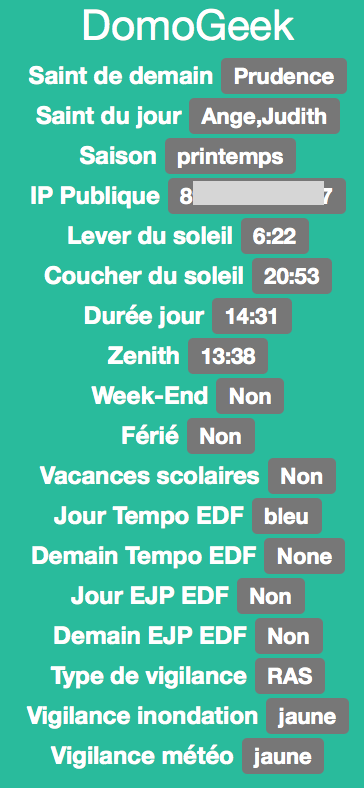 DomoGeek
Saint de demain Prudence
Saint du jour Ange,Judith
Saison printemps
IP Publique 8 7
Lever du soleil 6:22
Coucher du soleil 20:53
Durée jour 14:31
Zenith 13:38
Week-End Non
Férié Non
Vacances scolaires Non
Jour Tempo EDF bleu
Demain Tempo EDF None
Jour EJP EDF Non
Demain EJP EDF Non
Type de vigilance RAS
Vigilance inondation jaune
Vigilance météo jaune